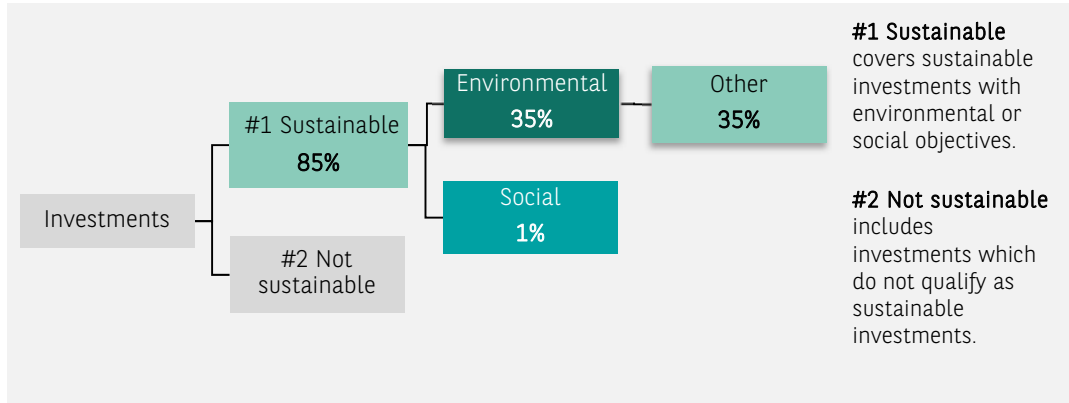 Investments
#1 Sustainable
85%
#2 Not
sustainable
Environmental
35%
Social
1%
Other
35%
#1 Sustainable
covers sustainable
investments with
environmental or
social objectives.
#2 Not sustainable
includes
investments which
do not qualify as
sustainable
investments.